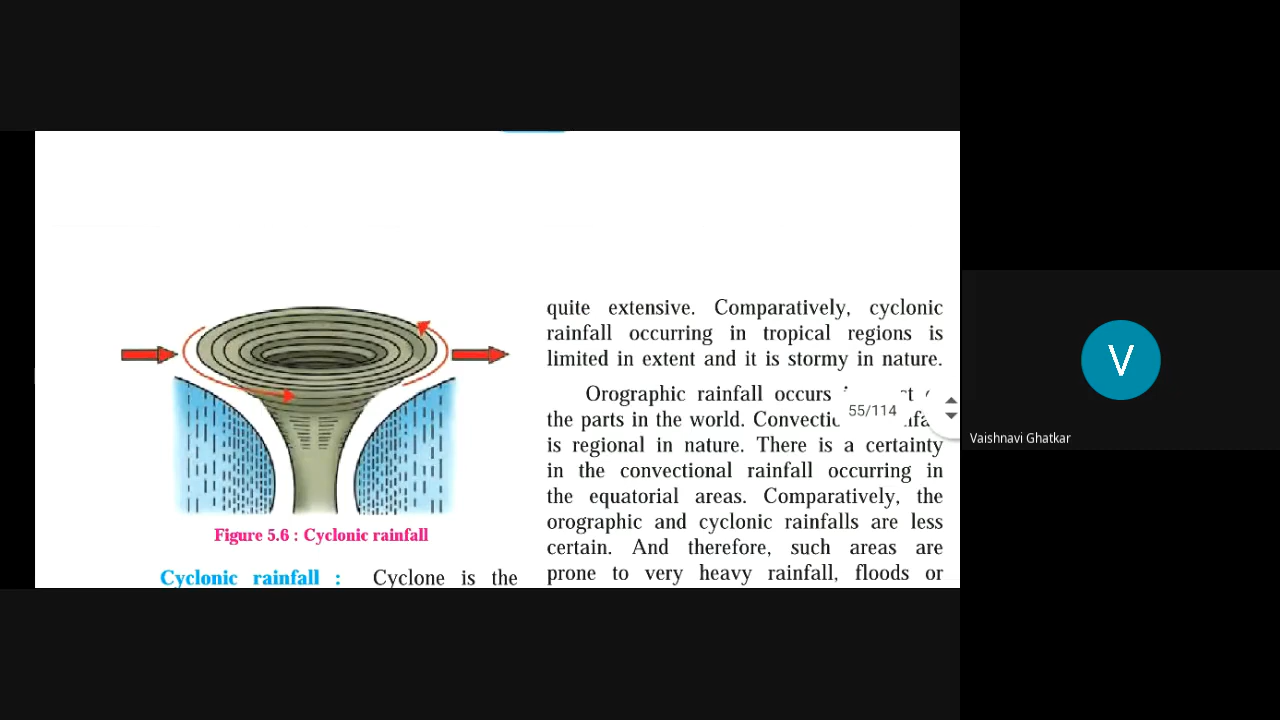 Figure 5.6 : Cyclonic rainfall
Cyclonic rainfall : Cyclone is the
quite extensive. Comparatively, cyclonic
rainfall occurring in tropical regions is
limited in extent and it is stormy in nature.
Orographic rainfall occurs
the parts in the world.
is regional in nature. There is a certainty
in the convectional rainfall occurring in
the equatorial areas. Comparatively, the
orographic and cyclonic rainfalls are less
certain. And therefore, such areas are
prone to very heavy rainfall, floods or
55/114
V
Vaishnavi Ghatkar